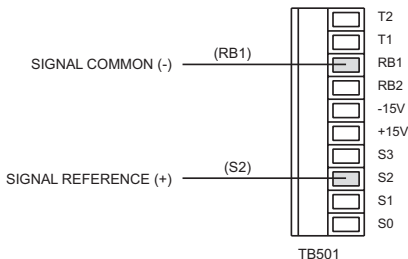 T2
T1
SIGNAL COMMON (-) (RB1) RB1
RB2
-15V
+15V
S3
SIGNAL REFERENCE (+) (S2) S2
S1
S0
TB501